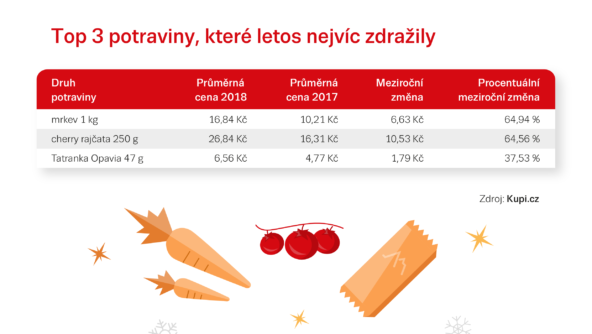 Top 3 potraviny, které letos nejvíc zdražily
Druh potraviny Průměrná cena 2018 Průměrná cena 2017 Meziroční změna Procentuální meziroční změna
mrkev 1 kg 16,84 Kč 10,21 Kč 6,63 Kč 64,94 %
cherry rajčata 250 g 26,84 Kč 16,31 Kč 10,53 Kč 64,56 %
Tatranka Opavia 47 g 6,56 Kč 4,77 Kč 1,79 Kč 37,53 %
Zdroj: Kupi.cz